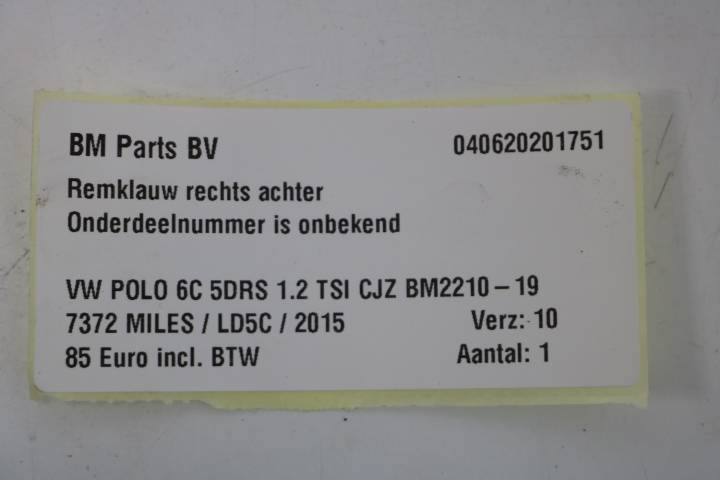 BM Parts BV 040620201751
Remklauw rechts achter
Onderdeelnummer is onbekend
VW POLO 6C 5DRS 1.2 TSI CJZ BM2210 – 19
7372 MILES / LD5C / 2015 Verz: 10
85 Euro incl. BTW Aantal: 1